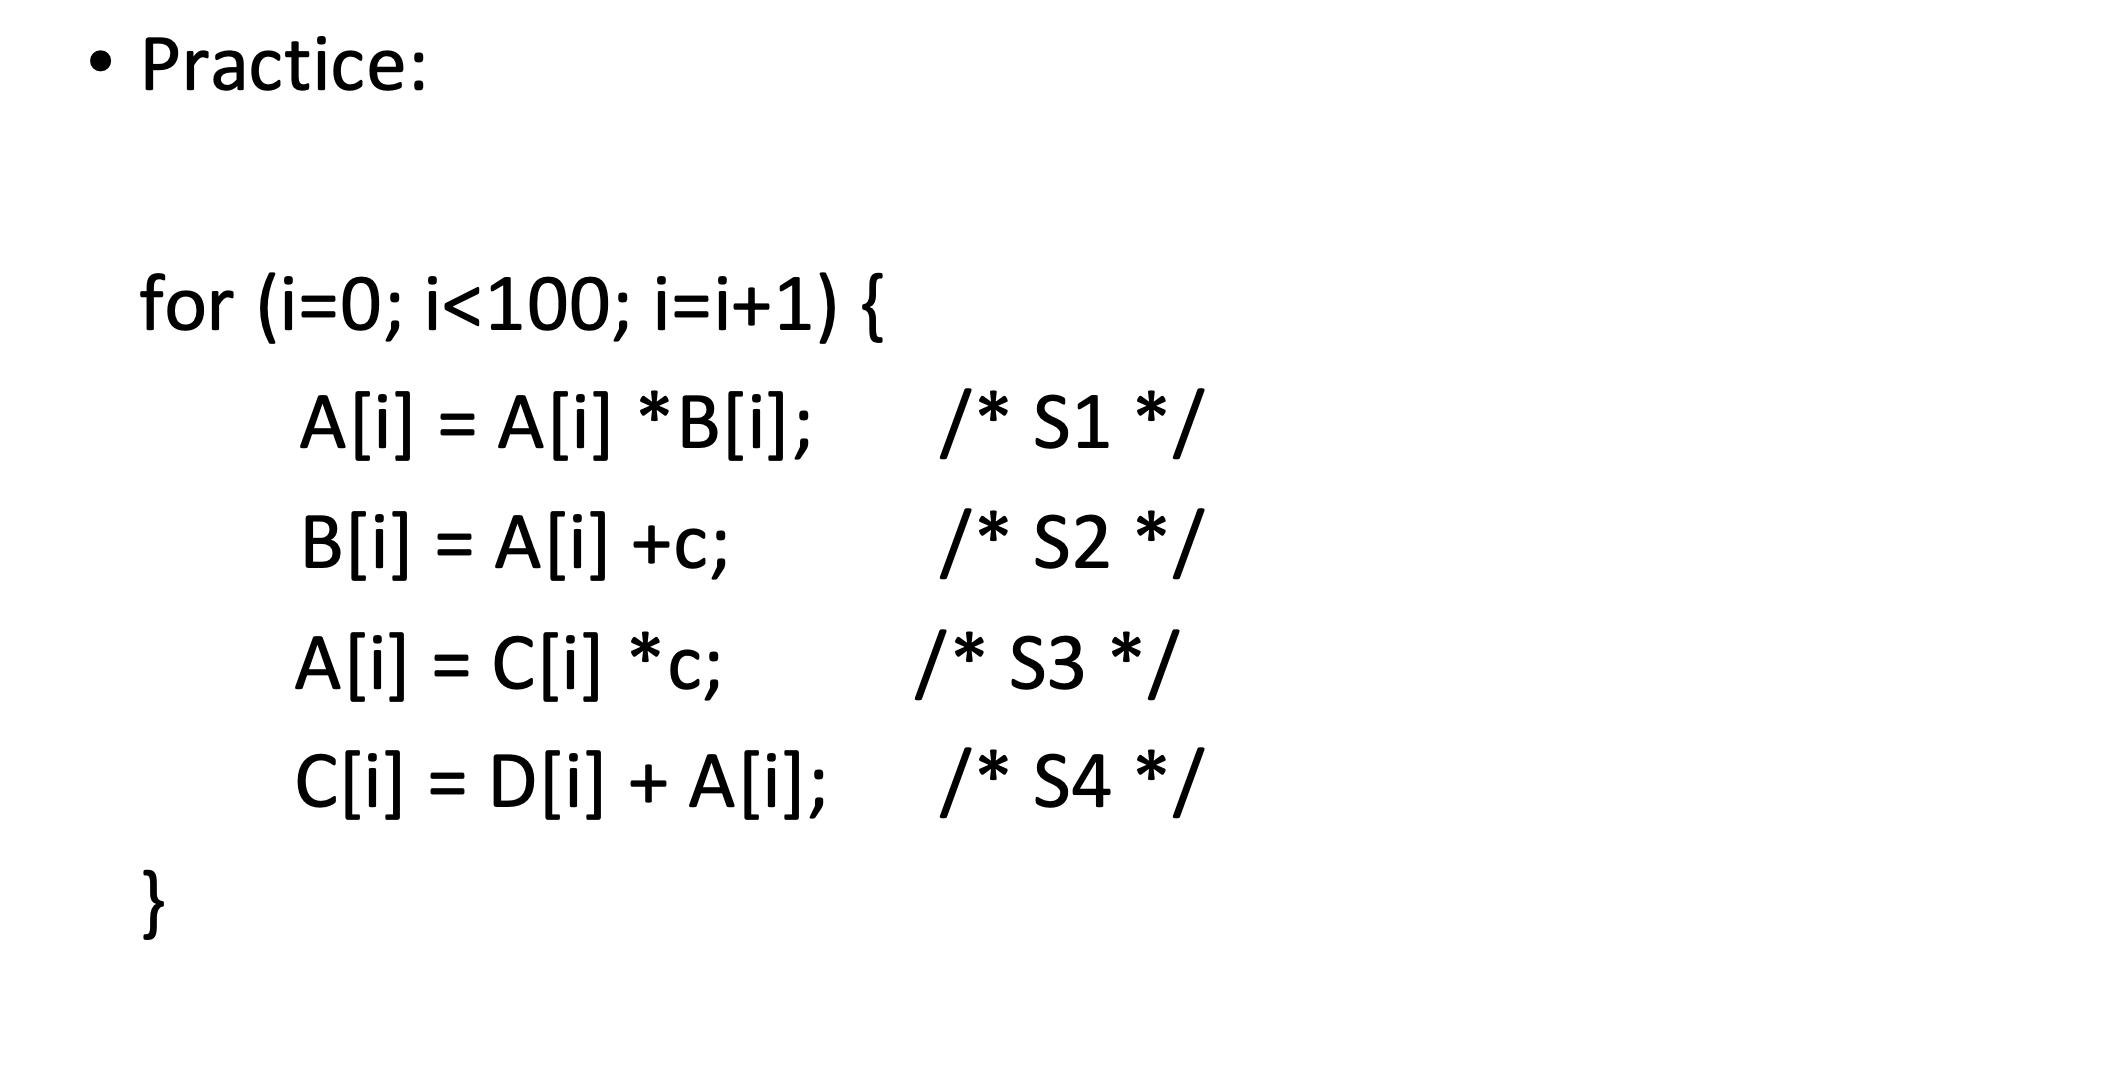 • Practice:
for (i=0; i<100; i=i+1) {
A[i] = A[i] *B[i]; /* S1 */
B[i] = A[i] +c; /* S2 */
A[i] = C[i] *c; /* S3 */
C[i] = D[i] + A[i]; /* S4 */
}